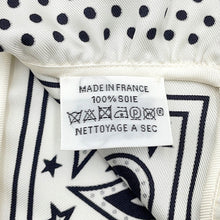 MADE IN FRANCE
100% SOIE
NETTOYAGE A SEC